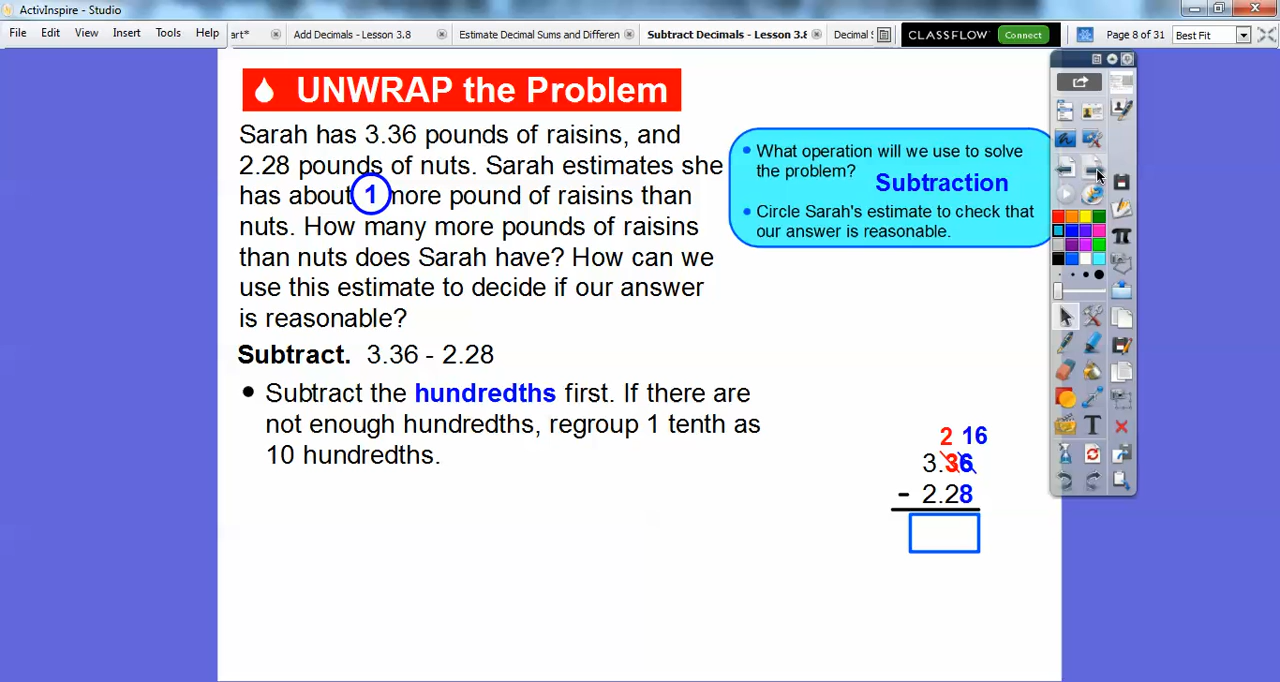 ActivInspire - Studio
File Edit View Insert Tools Help
art* Add Decimals - Lesson 3.8 Estimate Decimal Sums and Differen Subtract Decimals - Lesson 3.8 Decimal S
CLASSFLOW Connect
Page 8 of 31 Best Fit
UNWRAP the Problem
Sarah has 3.36 pounds of raisins, and
2.28 pounds of nuts. Sarah estimates she
has about 1 more pound of raisins than
nuts. How many more pounds of raisins
than nuts does Sarah have? How can we
use this estimate to decide if our answer
is reasonable?
• What operation will we use to solve
the problem?
Subtraction
• Circle Sarah's estimate to check that
our answer is reasonable.
Subtract. 3.36 - 2.28
• Subtract the hundredths first. If there are
not enough hundredths, regroup 1 tenth as
10 hundredths.
2 16
3.36
- 2.28